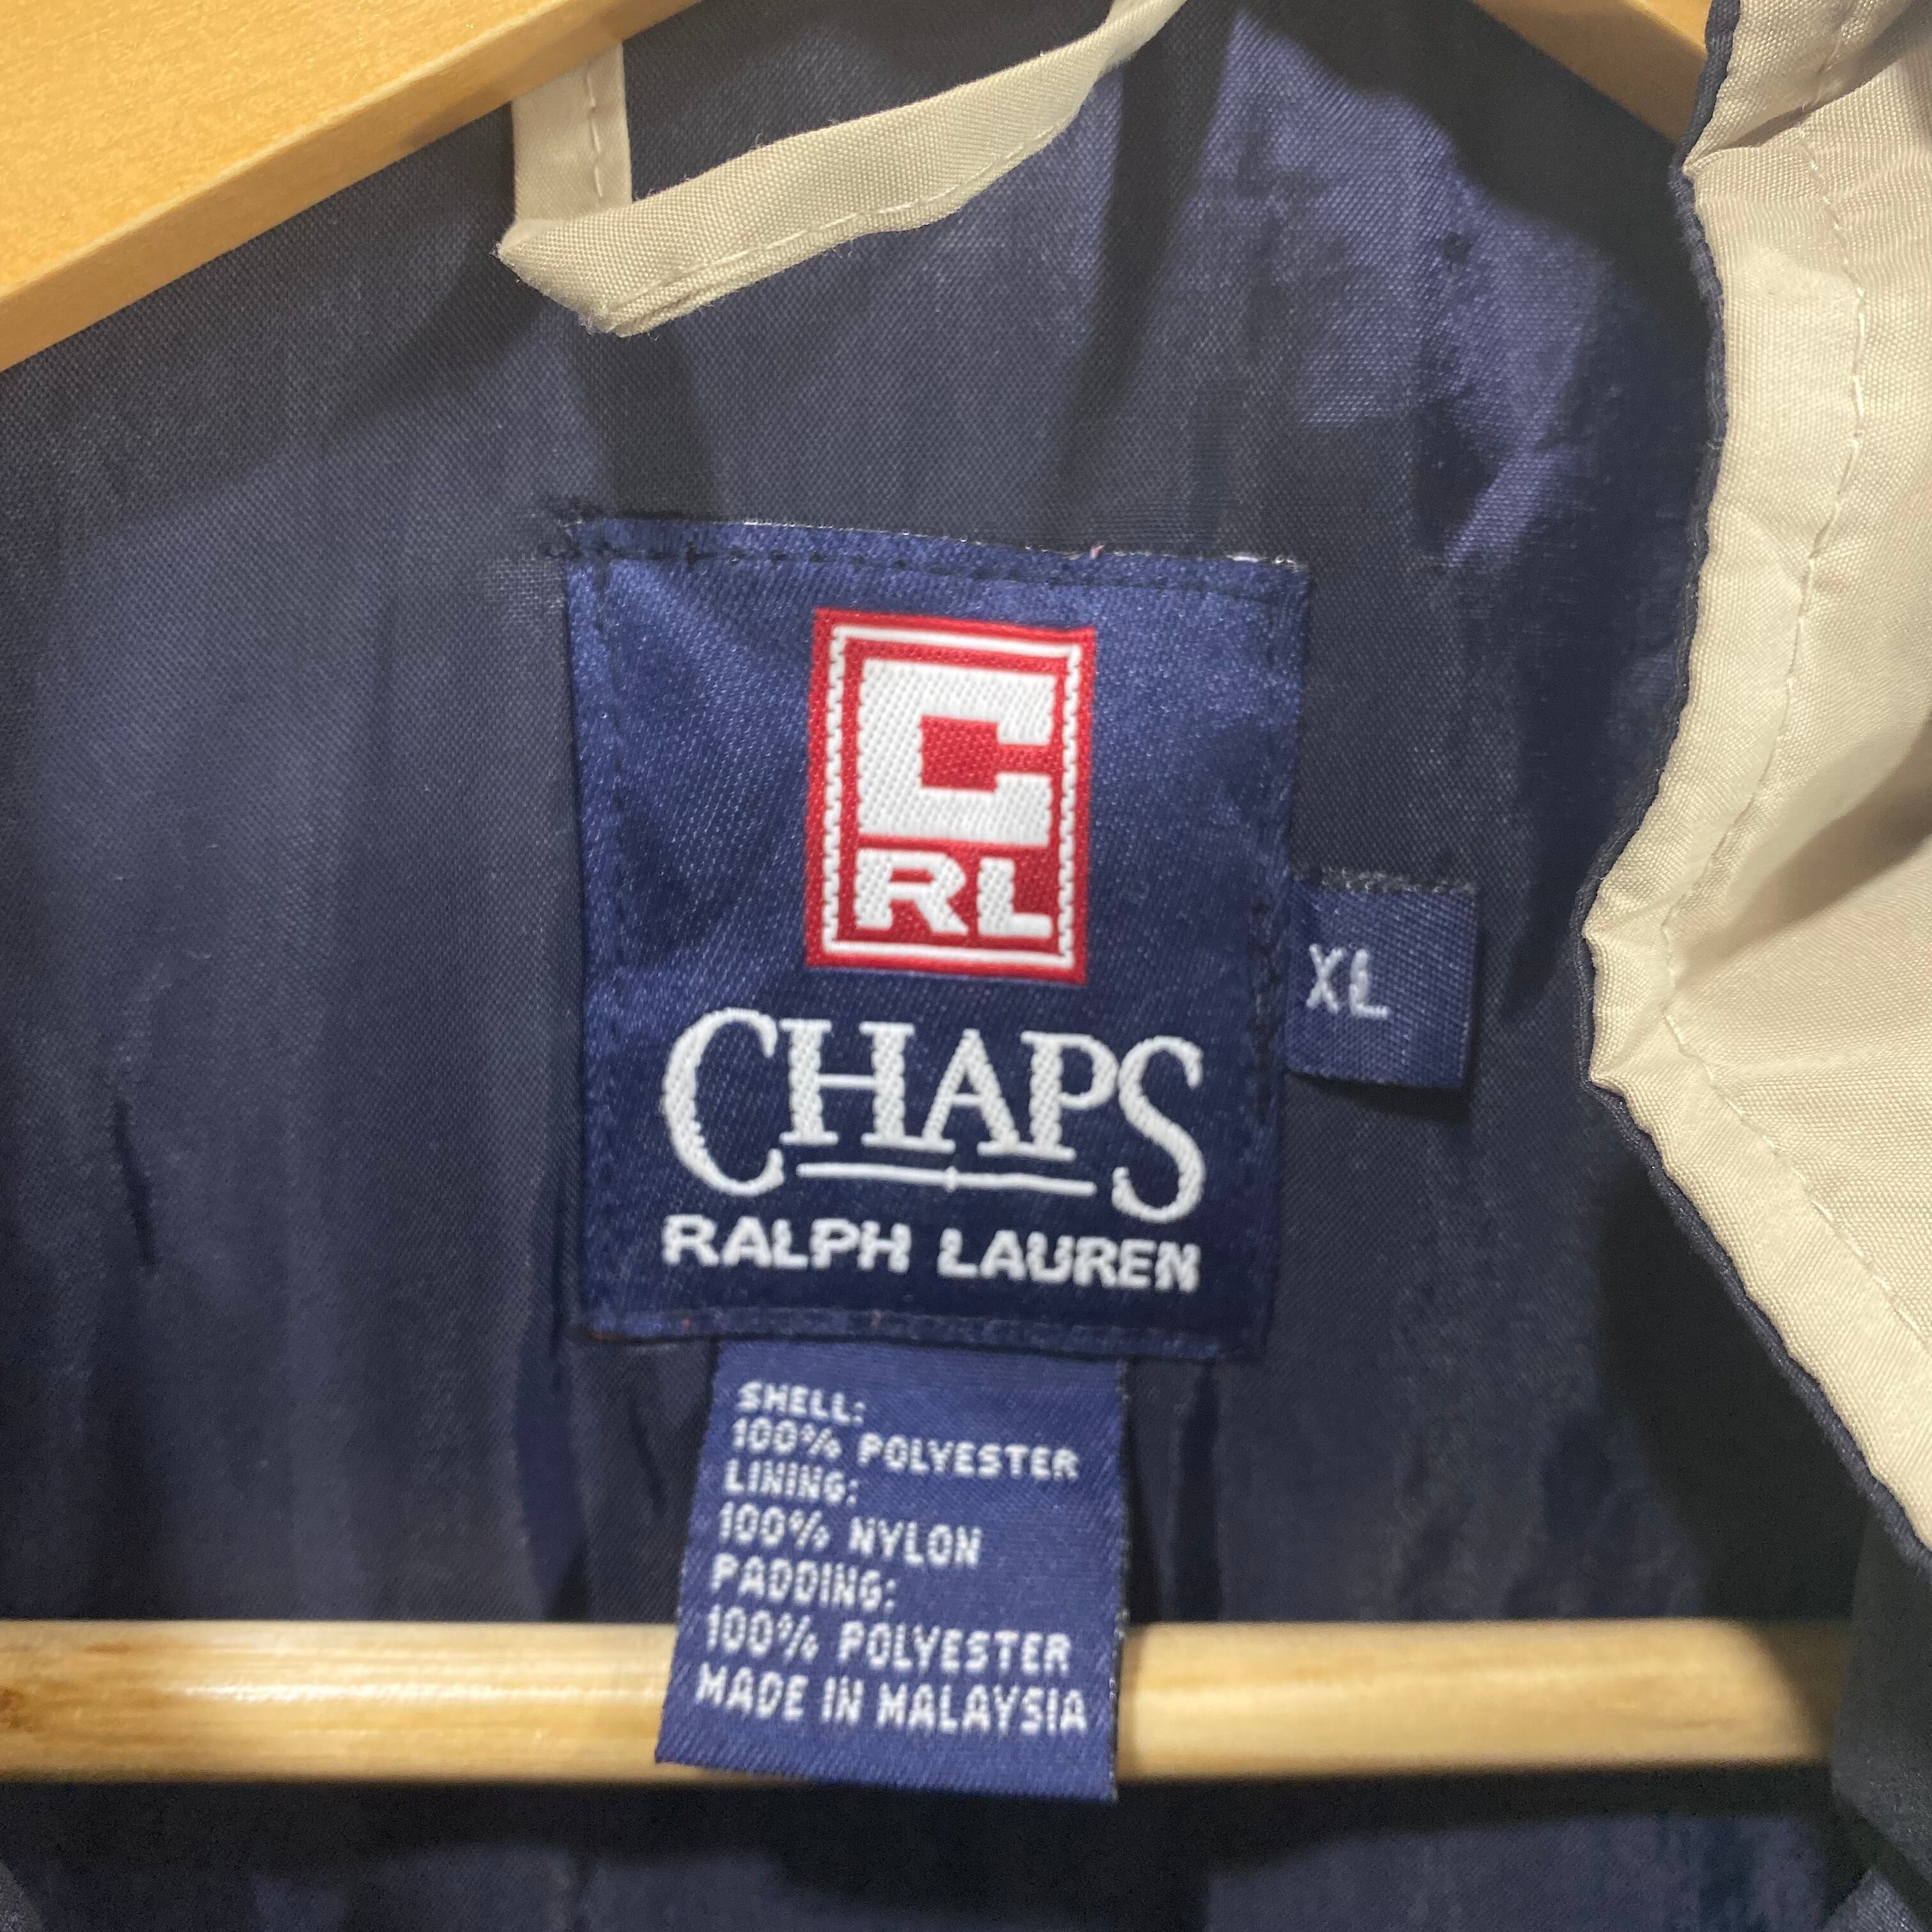 C
RL
CHAPS
RALPH LAUREN
XL
SHELL:
100% POLYESTER
LINING:
100% NYLON
PADDING:
100% POLYESTER
MADE IN MALAYSIA